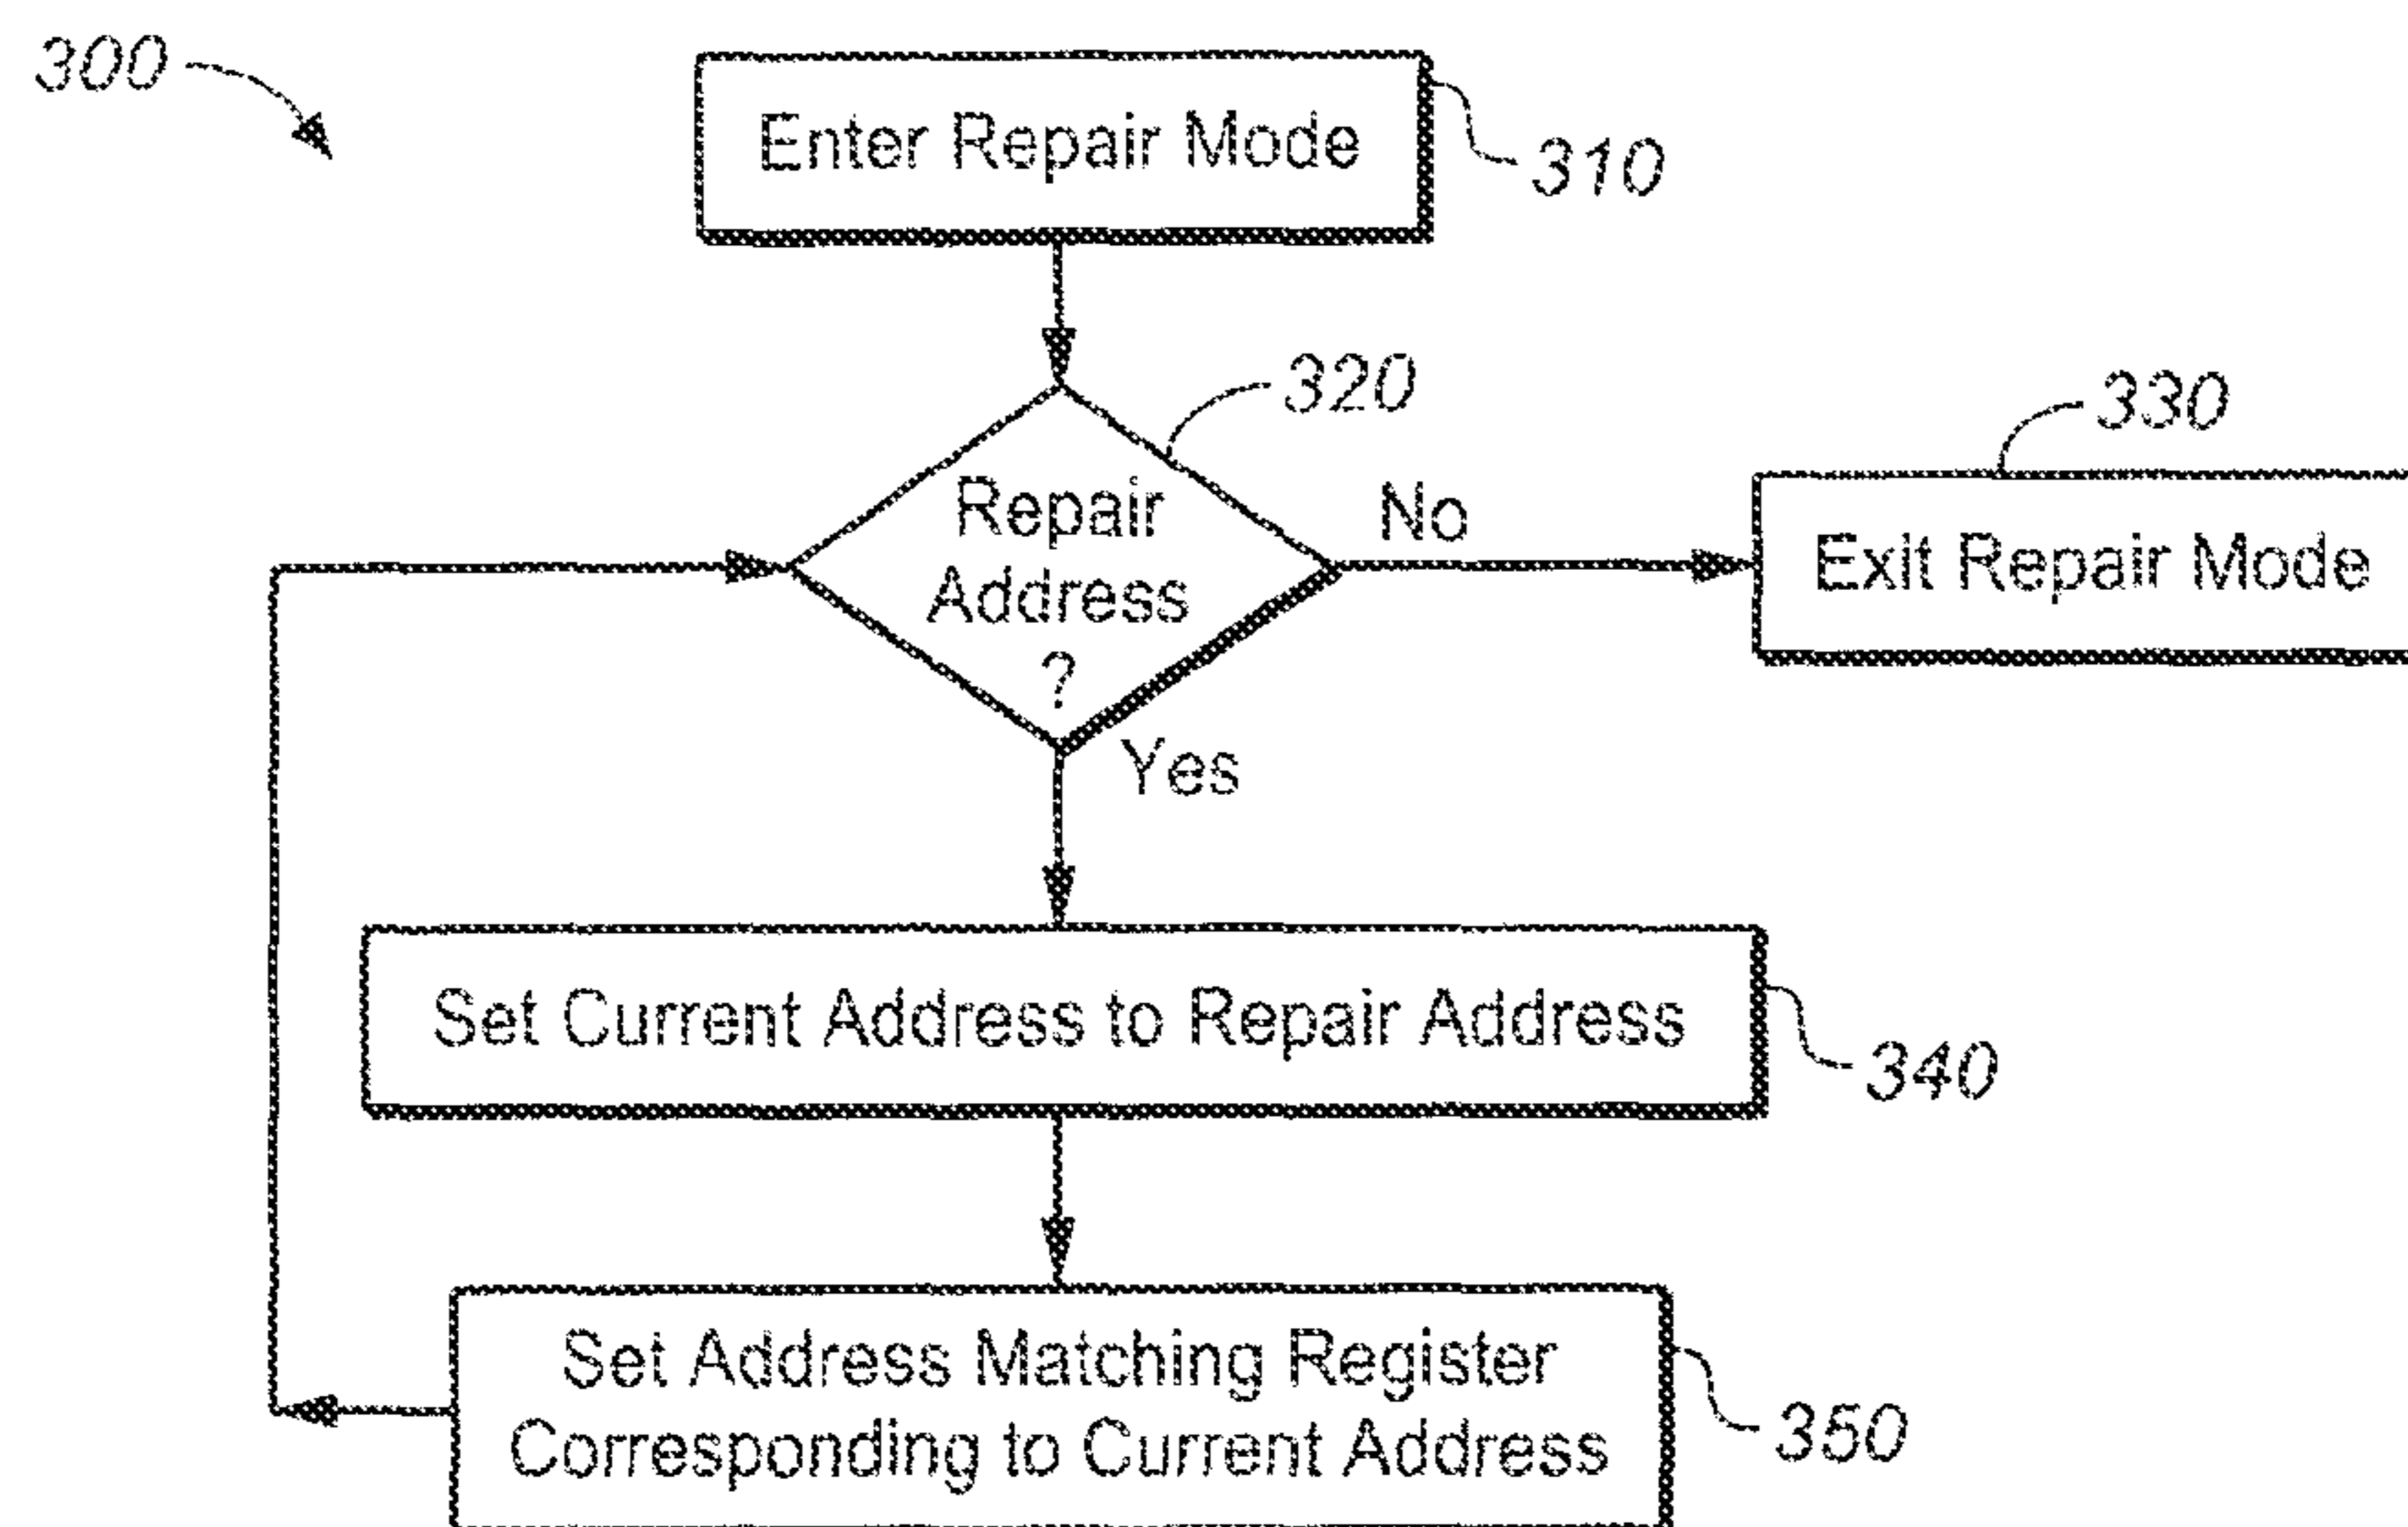 300
Enter Repair Mode
310
320
330
Repair
Address
?
No
Exit Repair Mode
Yes
Set Current Address to Repair Address
340
Set Address Matching Register
Corresponding to Current Address
350